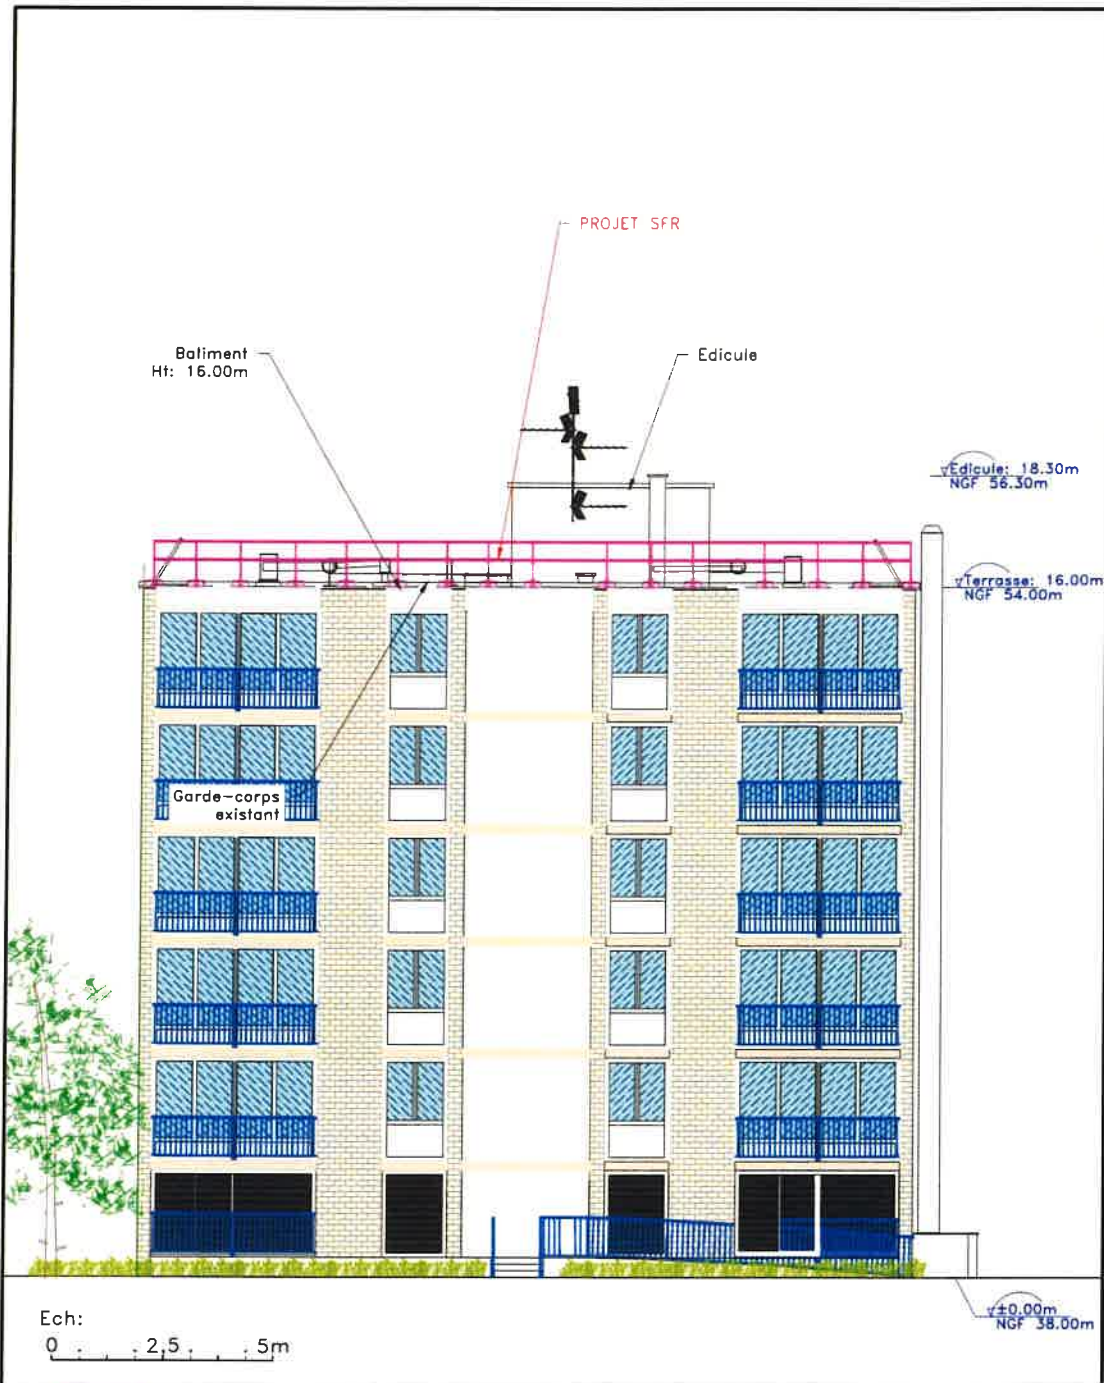 PROJET SFR
Batiment
Ht: 16.00m
Edicule
Edicule: 18.30m
NGF 56.30m
Terrasse: 16.00m
NGF 54.00m
Garde-corps
existant
±0.00m
NGF 38.00m
Ech:
0 2,5 5m